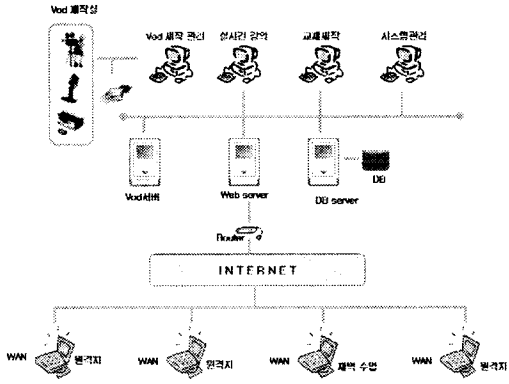 Vod 제작실
Vod 제작 관리
실시간 강의
교재제작
시스템관리
Vod서버
Web server
DB server
DB
Router
INTERNET
WAN
원격지
WAN
원격지
WAN
재택 수업
WAN
원격지